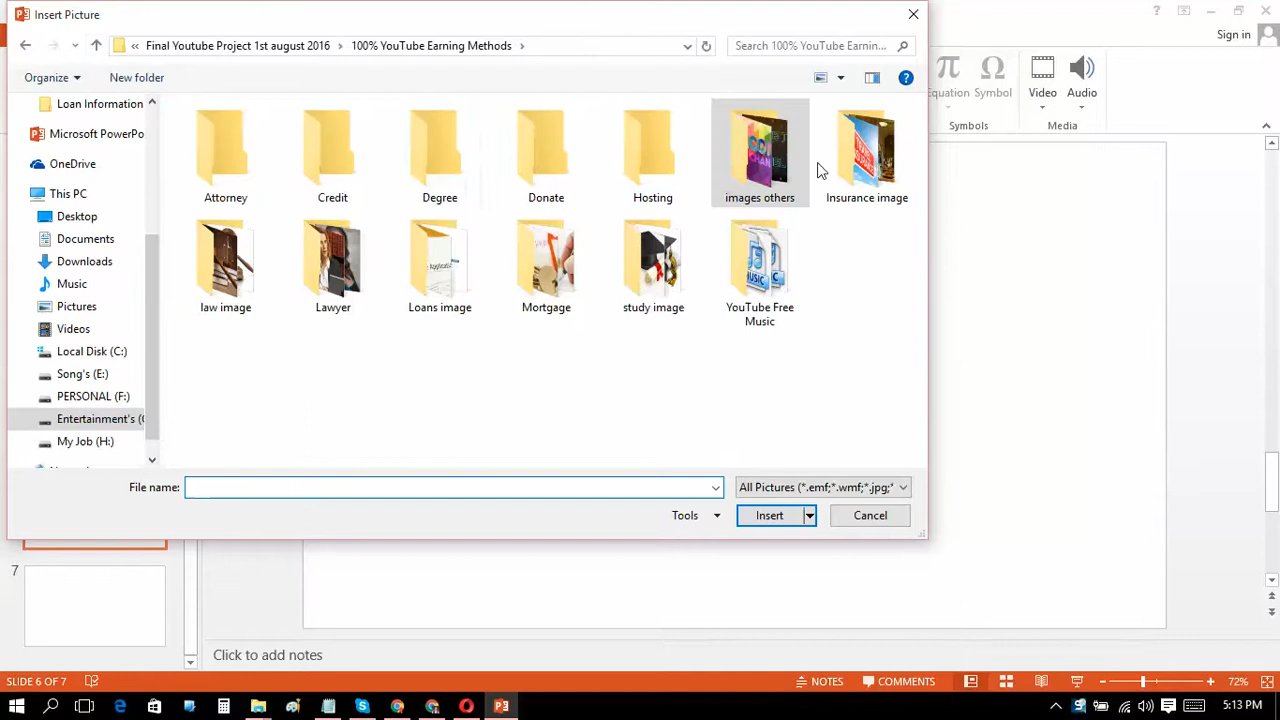 Insert Picture
Sign in
« Final Youtube Project 1st august 2016 > 100% YouTube Earning Methods >
Search 100% YouTube Earnin...
Organize
New folder
Equation
Symbol
Video
Audio
Symbols
Media
Loan Information
Microsoft PowerPo
OneDrive
This PC
Desktop
Documents
Downloads
Music
Pictures
Videos
Local Disk (C:)
Song's (E:)
PERSONAL (F:)
Entertainment's (
My Job (H:)
Attorney
Credit
Degree
Donate
Hosting
images others
Insurance image
law image
Lawyer
Loans image
Mortgage
study image
YouTube Free
Music
File name:
All Pictures (*.emf;*.wmf;*.jpg;*
Tools
Insert
Cancel
7
Click to add notes
SLIDE 6 OF 7
NOTES
COMMENTS
72%
5:13 PM